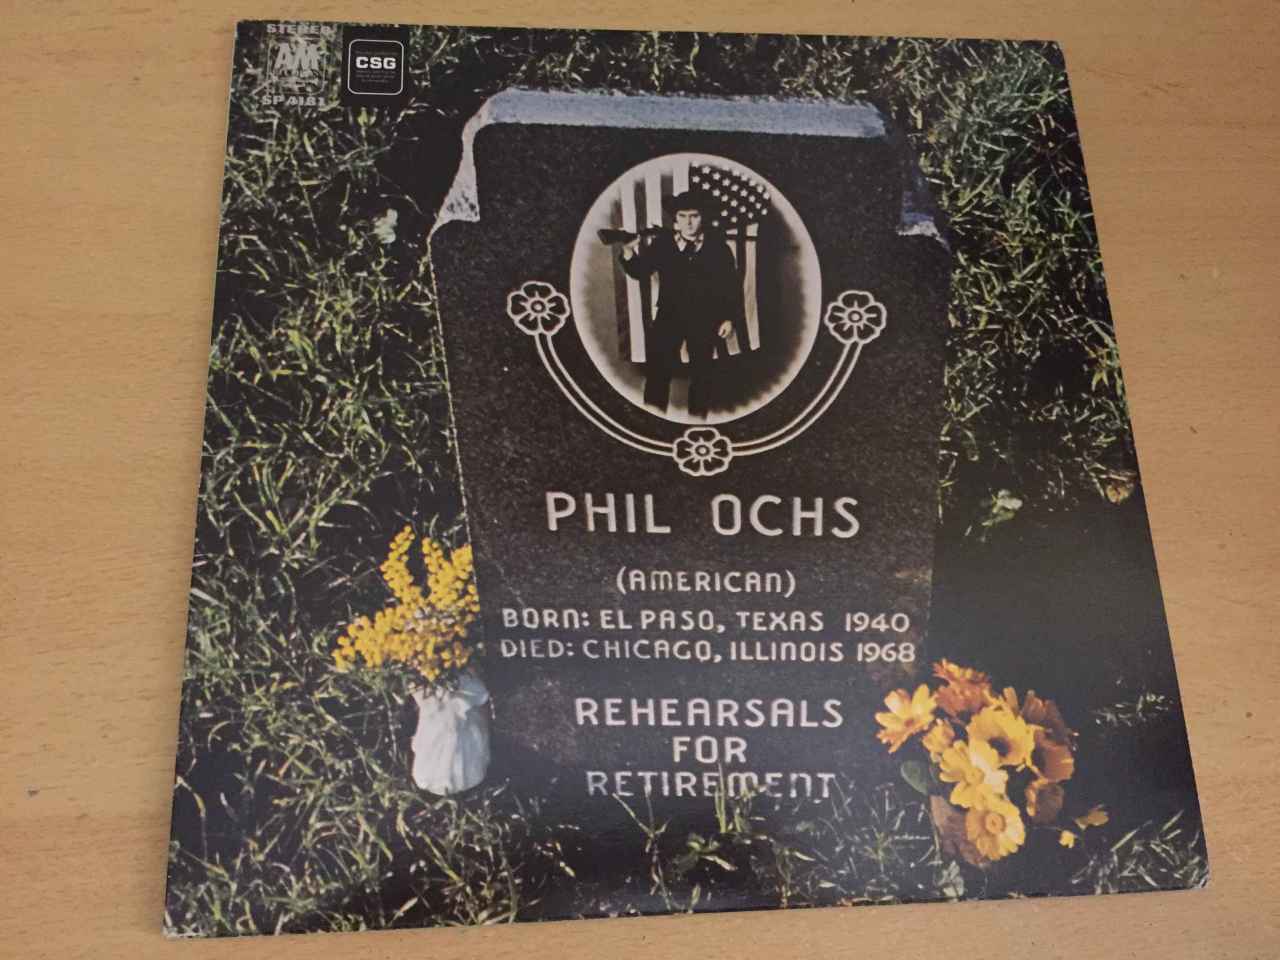 STEREO
AM
SP 4181
CSG
PHIL OCHS
(AMERICAN)
BORN: EL PASO, TEXAS 1940
DIED: CHICAGO, ILLINOIS 1968
REHEARSALS
FOR
RETIREMENT